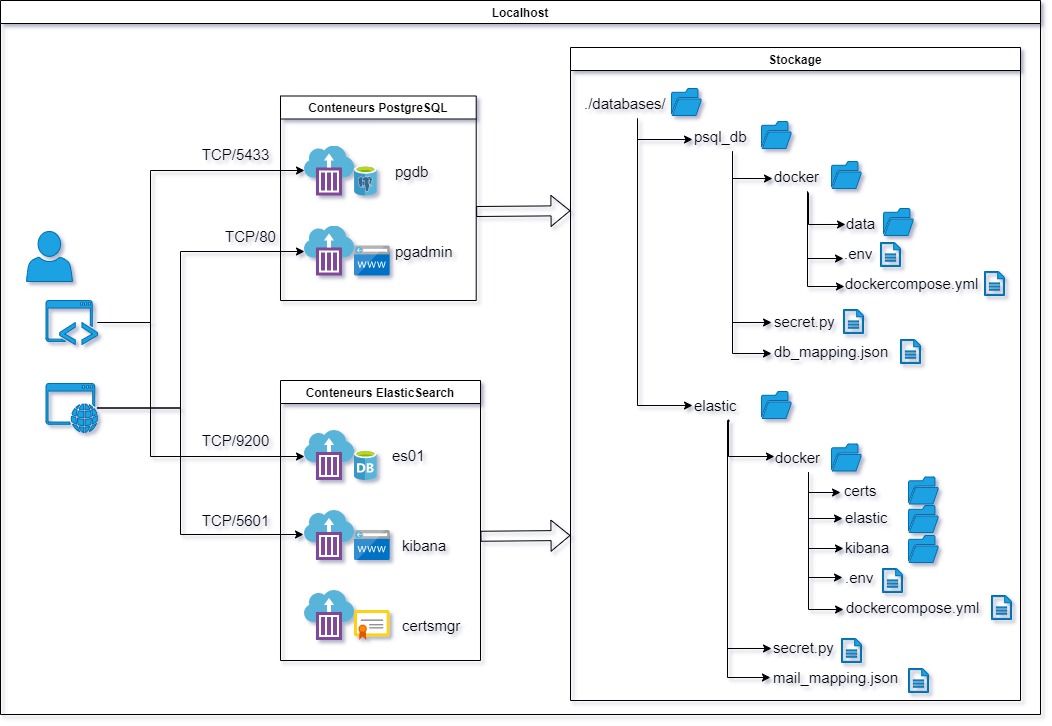 Localhost
Stockage
./databases/
psql_db
docker
data
.env
dockercompose.yml
secret.py
db_mapping.json
elastic
docker
certs
elastic
kibana
.env
dockercompose.yml
secret.py
mail_mapping.json
Conteneurs PostgreSQL
TCP/5433
pgdb
TCP/80
WWW
pgadmin
Conteneurs ElasticSearch
TCP/9200
DB
es01
TCP/5601
WWW
kibana
certsmgr